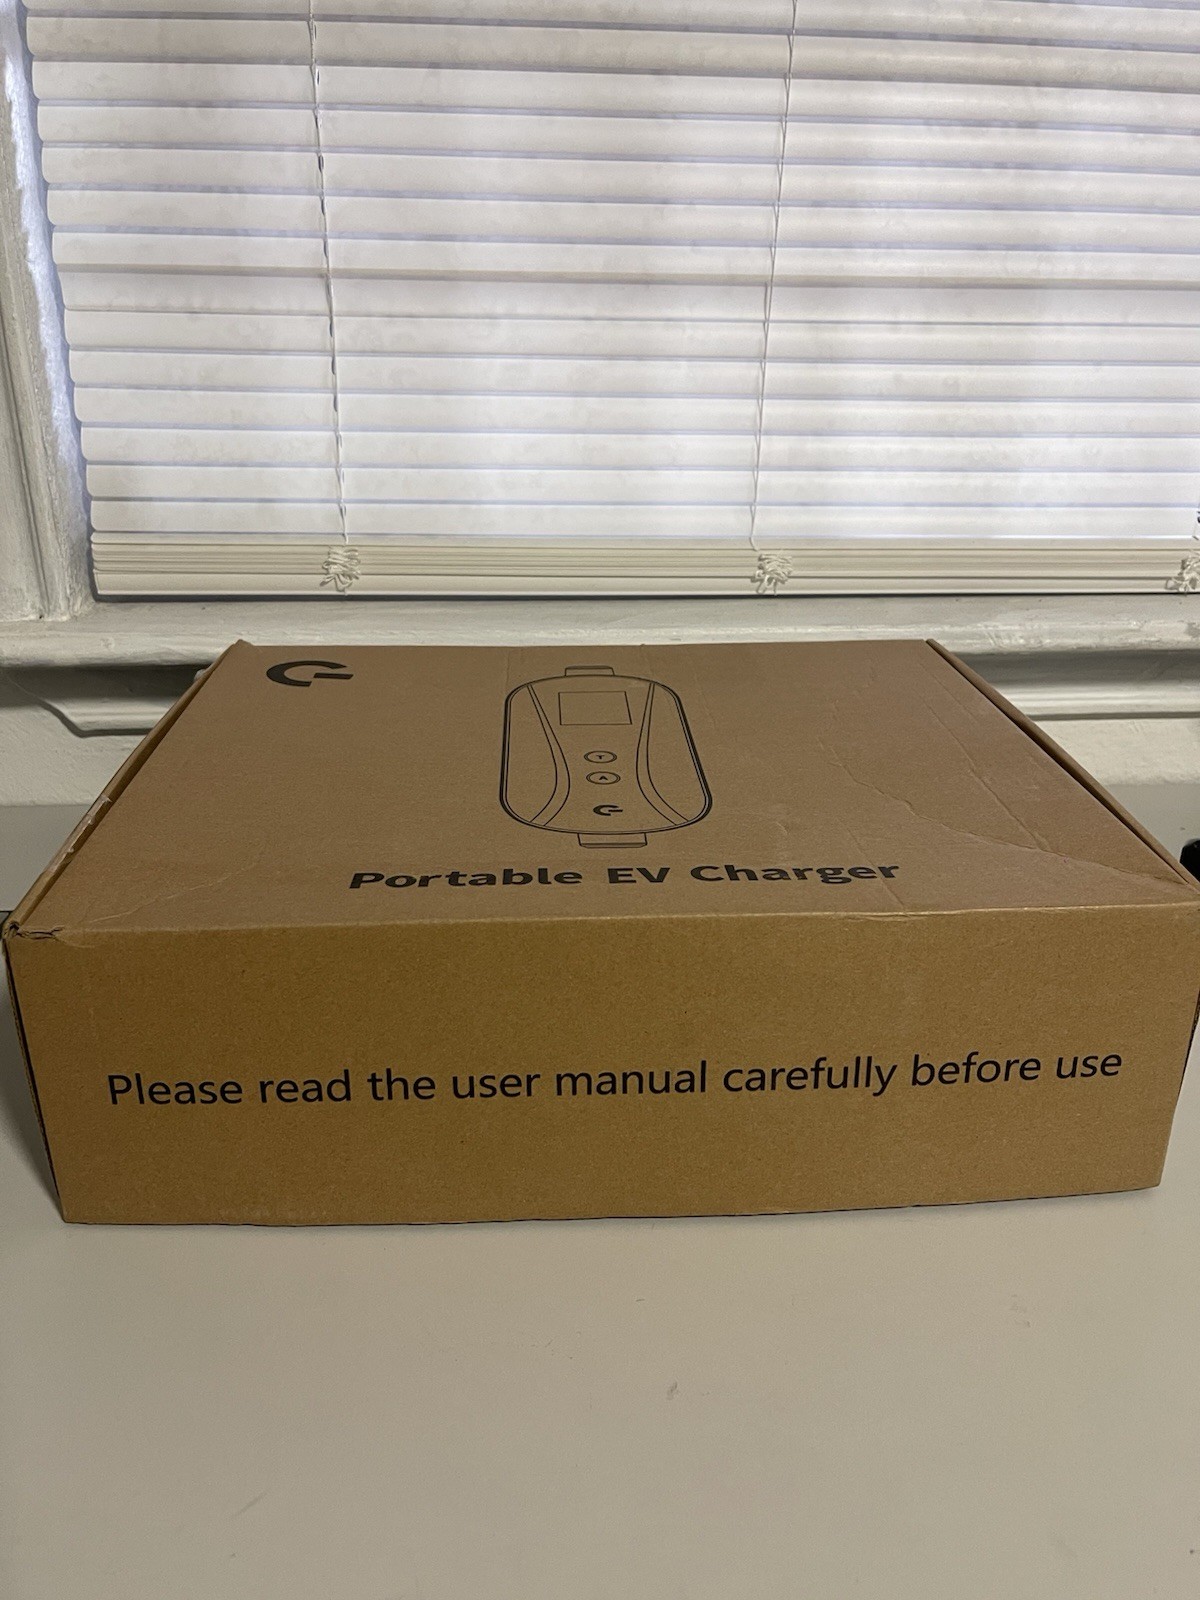 T
A
Portable EV Charger
Please read the user manual carefully before use